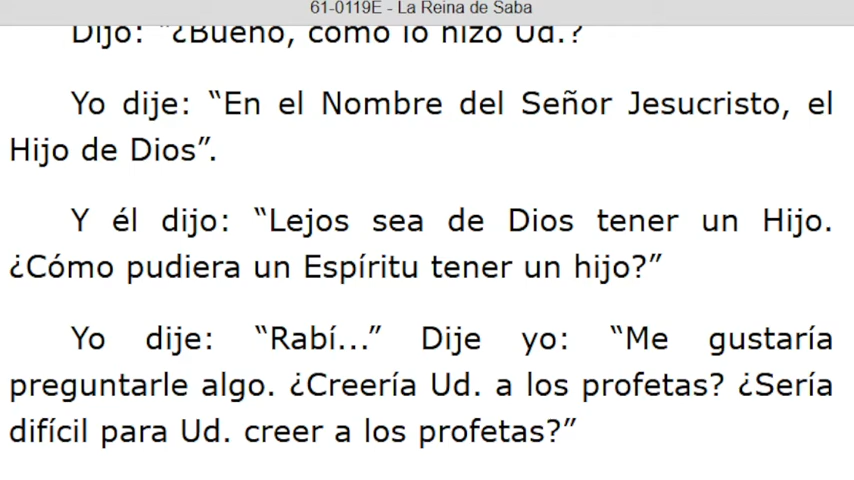 61-0119E - La Reina de Saba
Dijo: “¿Bueno, cómo lo hizo Ud.?
Yo dije: “En el Nombre del Señor Jesucristo, el
Hijo de Dios”.
Y él dijo: “Lejos sea de Dios tener un Hijo.
¿Cómo pudiera un Espíritu tener un hijo?”
Yo dije: “Rabí...” Dije yo: “Me gustaría
preguntarle algo. ¿Creería Ud. a los profetas? ¿Sería
difícil para Ud. creer a los profetas?”